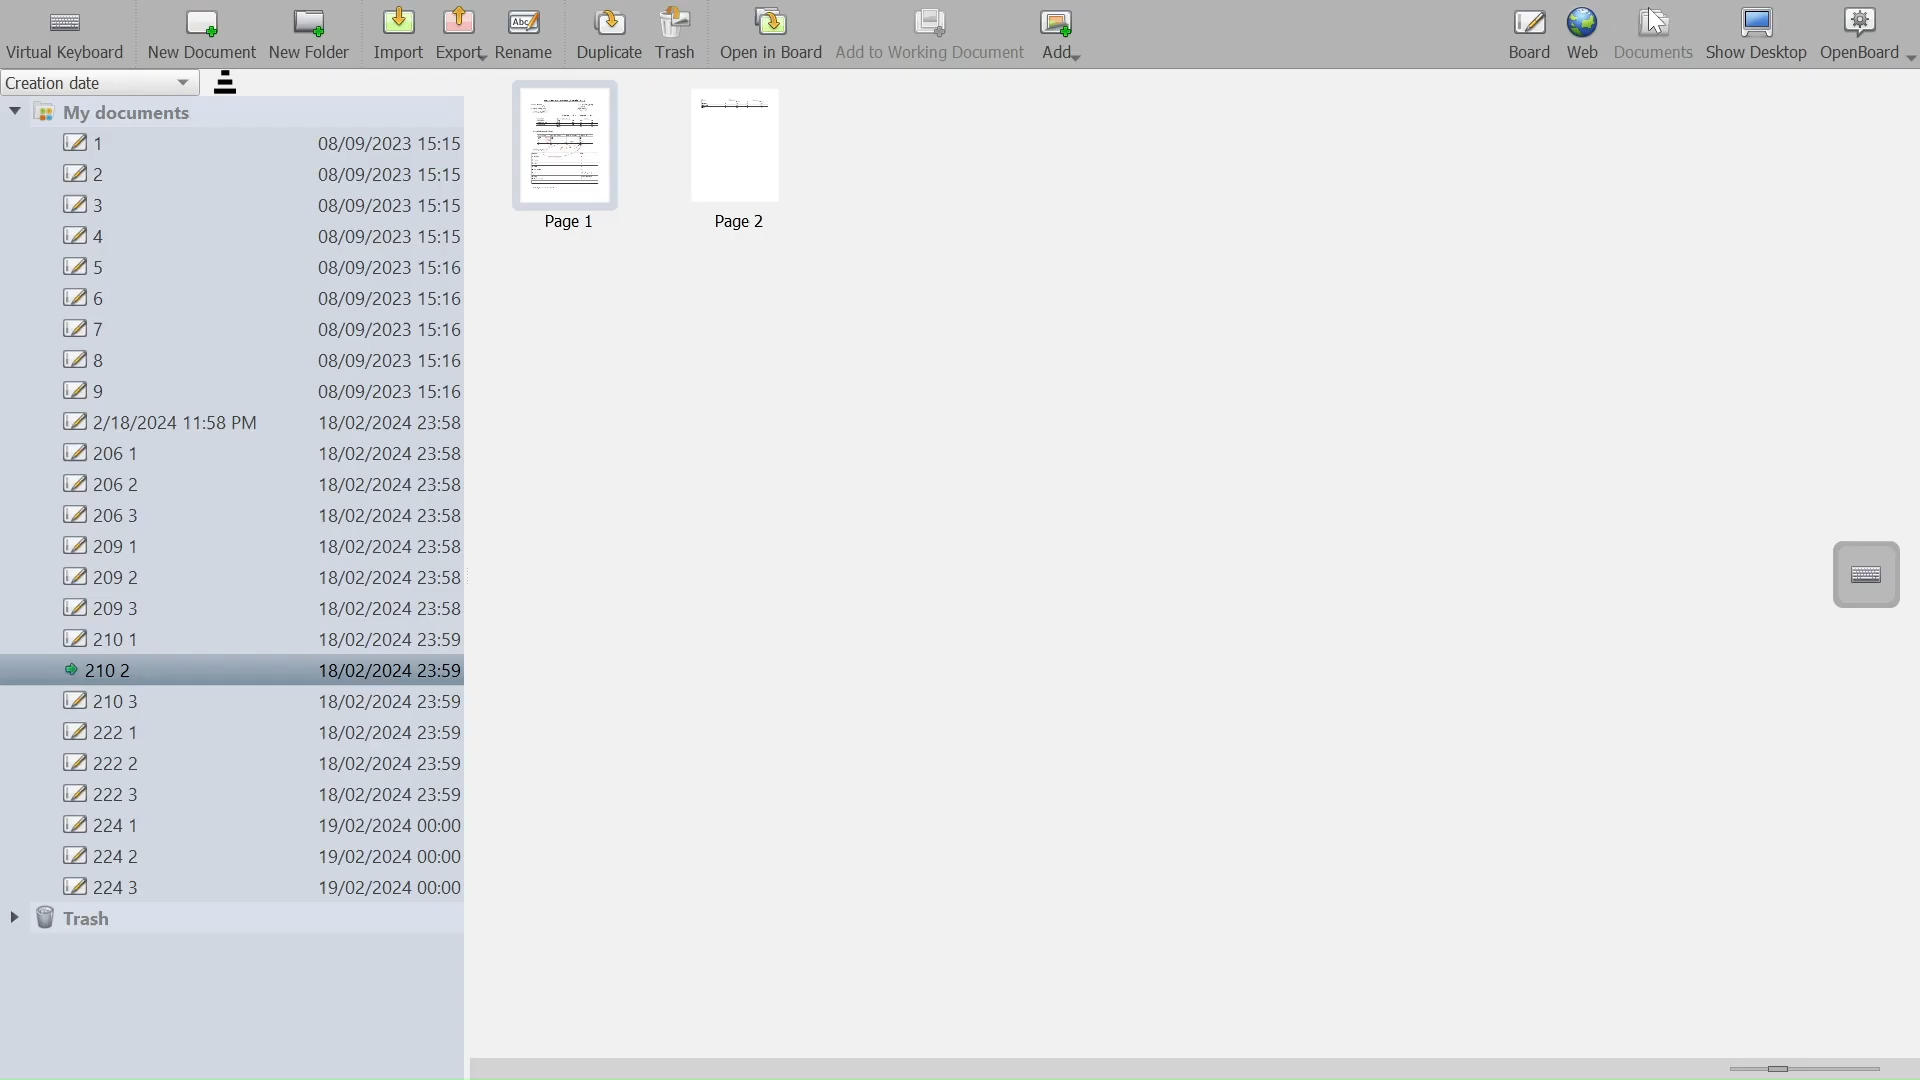 Virtual Keyboard New Document New Folder Import Export Rename Duplicate Trash Open in Board Add to Working Document Add Board Web Documents Show Desktop OpenBoard
Creation date
My documents
1 08/09/2023 15:15
2 08/09/2023 15:15
3 08/09/2023 15:15
4 08/09/2023 15:15
5 08/09/2023 15:16
6 08/09/2023 15:16
7 08/09/2023 15:16
8 08/09/2023 15:16
9 08/09/2023 15:16
2/18/2024 11:58 PM 18/02/2024 23:58
206 1 18/02/2024 23:58
206 2 18/02/2024 23:58
206 3 18/02/2024 23:58
209 1 18/02/2024 23:58
209 2 18/02/2024 23:58
209 3 18/02/2024 23:58
210 1 18/02/2024 23:59
210 2 18/02/2024 23:59
210 3 18/02/2024 23:59
222 1 18/02/2024 23:59
222 2 18/02/2024 23:59
222 3 18/02/2024 23:59
224 1 19/02/2024 00:00
224 2 19/02/2024 00:00
224 3 19/02/2024 00:00
Trash
Page 1 Page 2